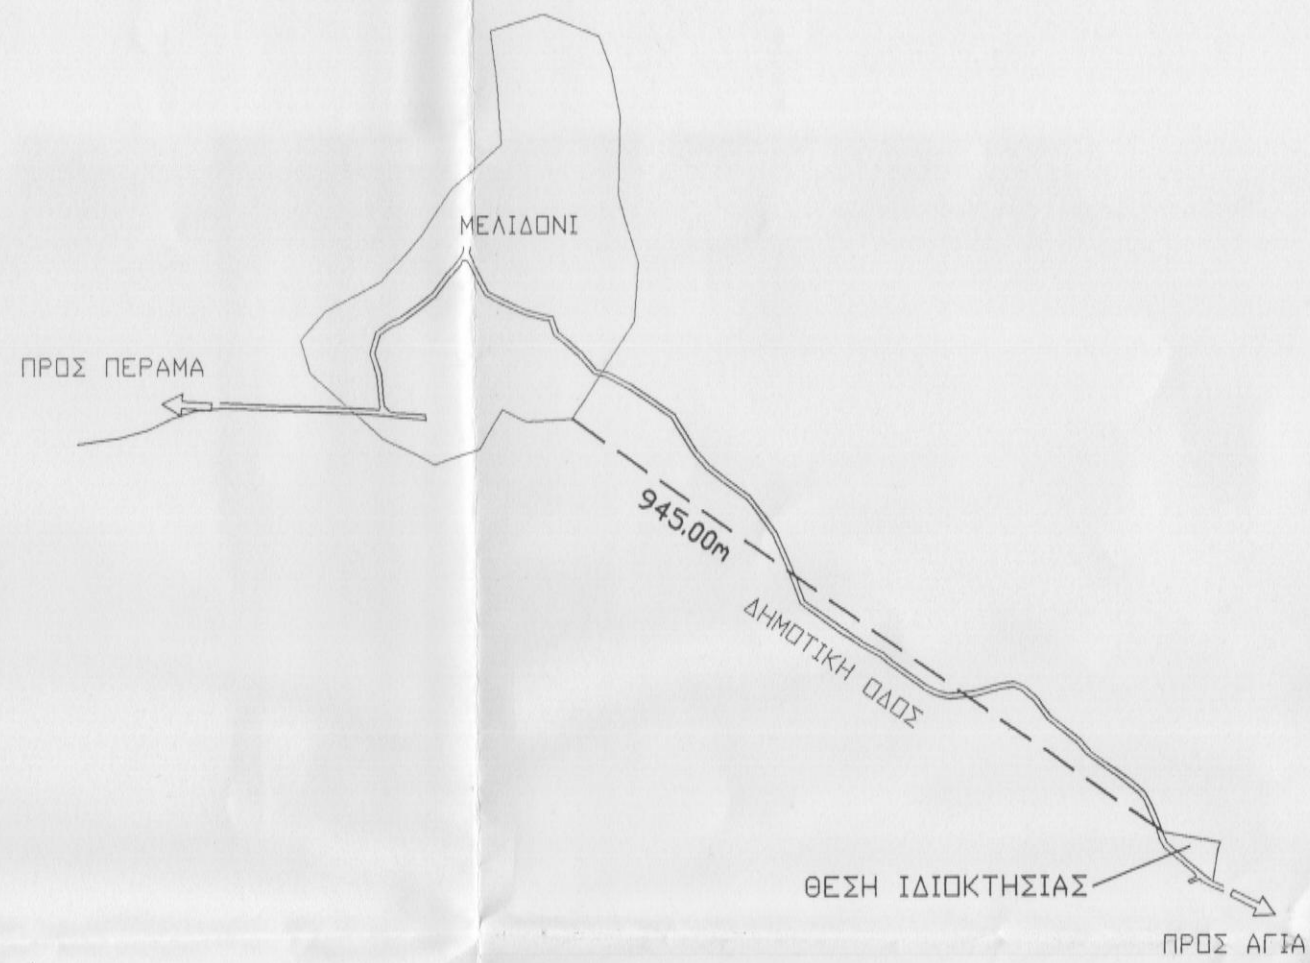 ΜΕΛΙΔΟΝΙ
ΠΡΟΣ ΠΕΡΑΜΑ
945.00m
ΔΗΜΟΤΙΚΗ ΟΔΟΣ
ΘΕΣΗ ΙΔΙΟΚΤΗΣΙΑΣ
ΠΡΟΣ ΑΓΙΑ